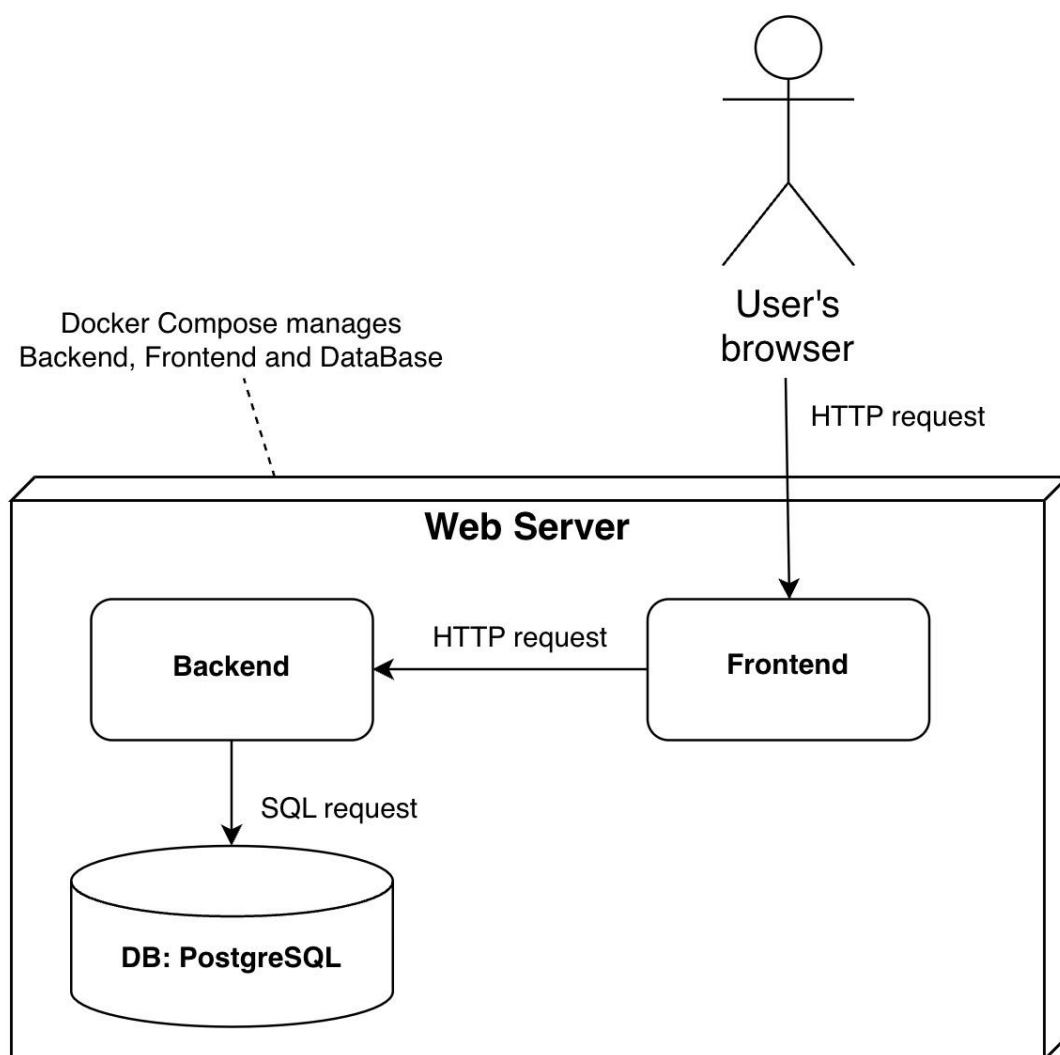 User's
browser
Docker Compose manages
Backend, Frontend and DataBase
HTTP request
Web Server
Backend
HTTP request
Frontend
SQL request
DB: PostgreSQL